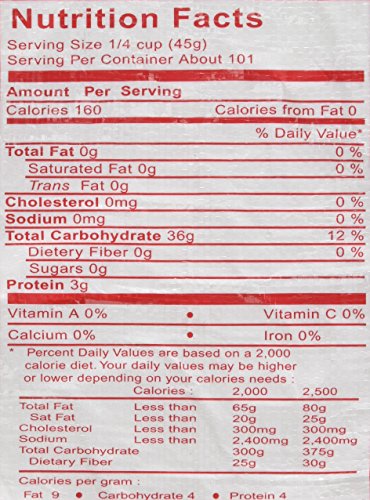 Nutrition Facts
Serving Size 1/4 cup (45g)
Serving Per Container About 101
Amount Per Serving
Calories 160 Calories from Fat 0
% Daily Value*
Total Fat 0g 0 %
Saturated Fat 0g 0 %
Trans Fat 0g
Cholesterol 0mg 0 %
Sodium 0mg 0 %
Total Carbohydrate 36g 12 %
Dietary Fiber 0g 0 %
Sugars 0g
Protein 3g
Vitamin A 0% • Vitamin C 0%
Calcium 0% • Iron 0%
* Percent Daily Values are based on a 2,000
calorie diet. Your daily values may be higher
or lower depending on your calories needs :
Calories : 2,000 2,500
Total Fat Less than 65g 80g
Sat Fat Less than 20g 25g
Cholesterol Less than 300mg 300mg
Sodium Less than 2,400mg 2,400mg
Total Carbohydrate 300g 375g
Dietary Fiber 25g 30g
Calories per gram :
Fat 9 • Carbohydrate 4 • Protein 4